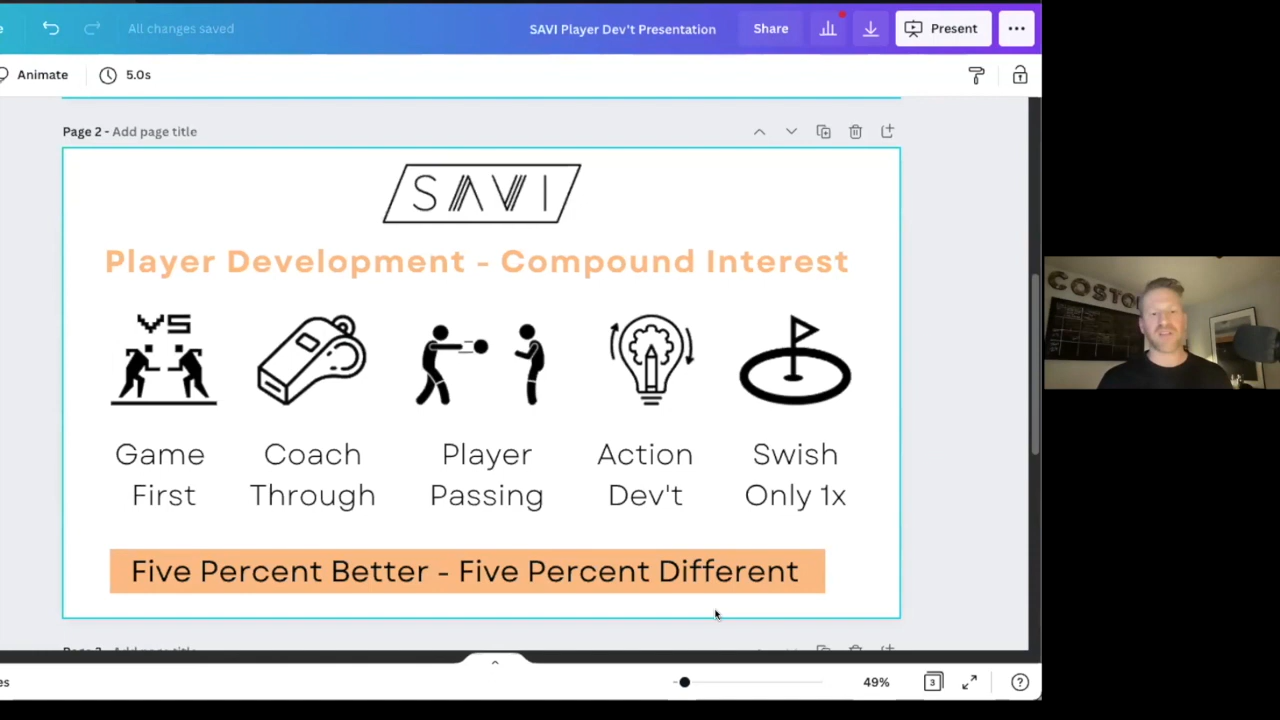 All changes saved
SAVI Player Dev't Presentation
Share
Present
Animate
5.0s
Page 2 - Add page title
SAVI
Player Development - Compound Interest
VS
Game
First
Coach
Through
Player
Passing
Action
Dev't
Swish
Only 1x
Five Percent Better - Five Percent Different
49%
3
?